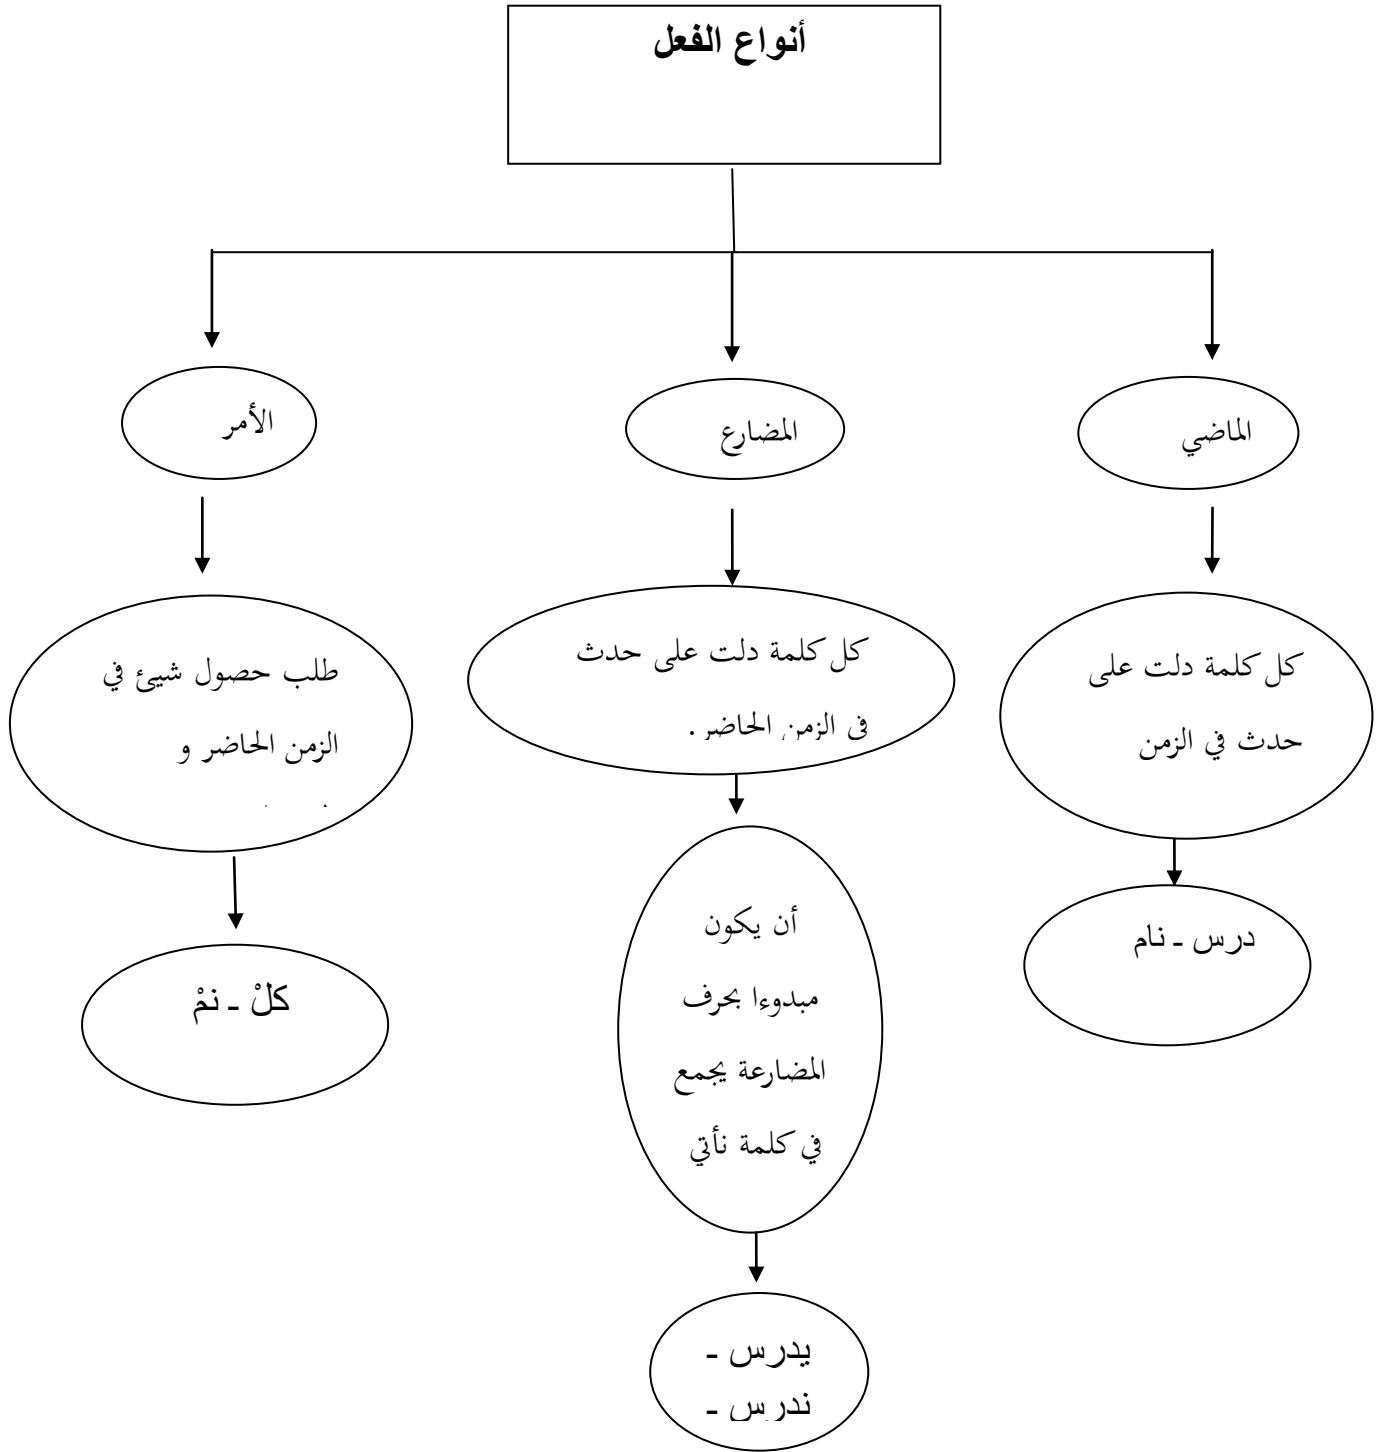 أنواع الفعل
الماضي
المضارع
الأمر
كل كلمة دلت على
حدث في الزمن
كل كلمة دلت على حدث
في الزمن الحاضر .
طلب حصول شيئ في
الزمن الحاضر و
درس ـ نام
أن يكون
مبدوءا بحرف
المضارعة يجمع
في كلمة نأتي
كلْ ـ نمْ
يدرس ـ
ندرس ـ